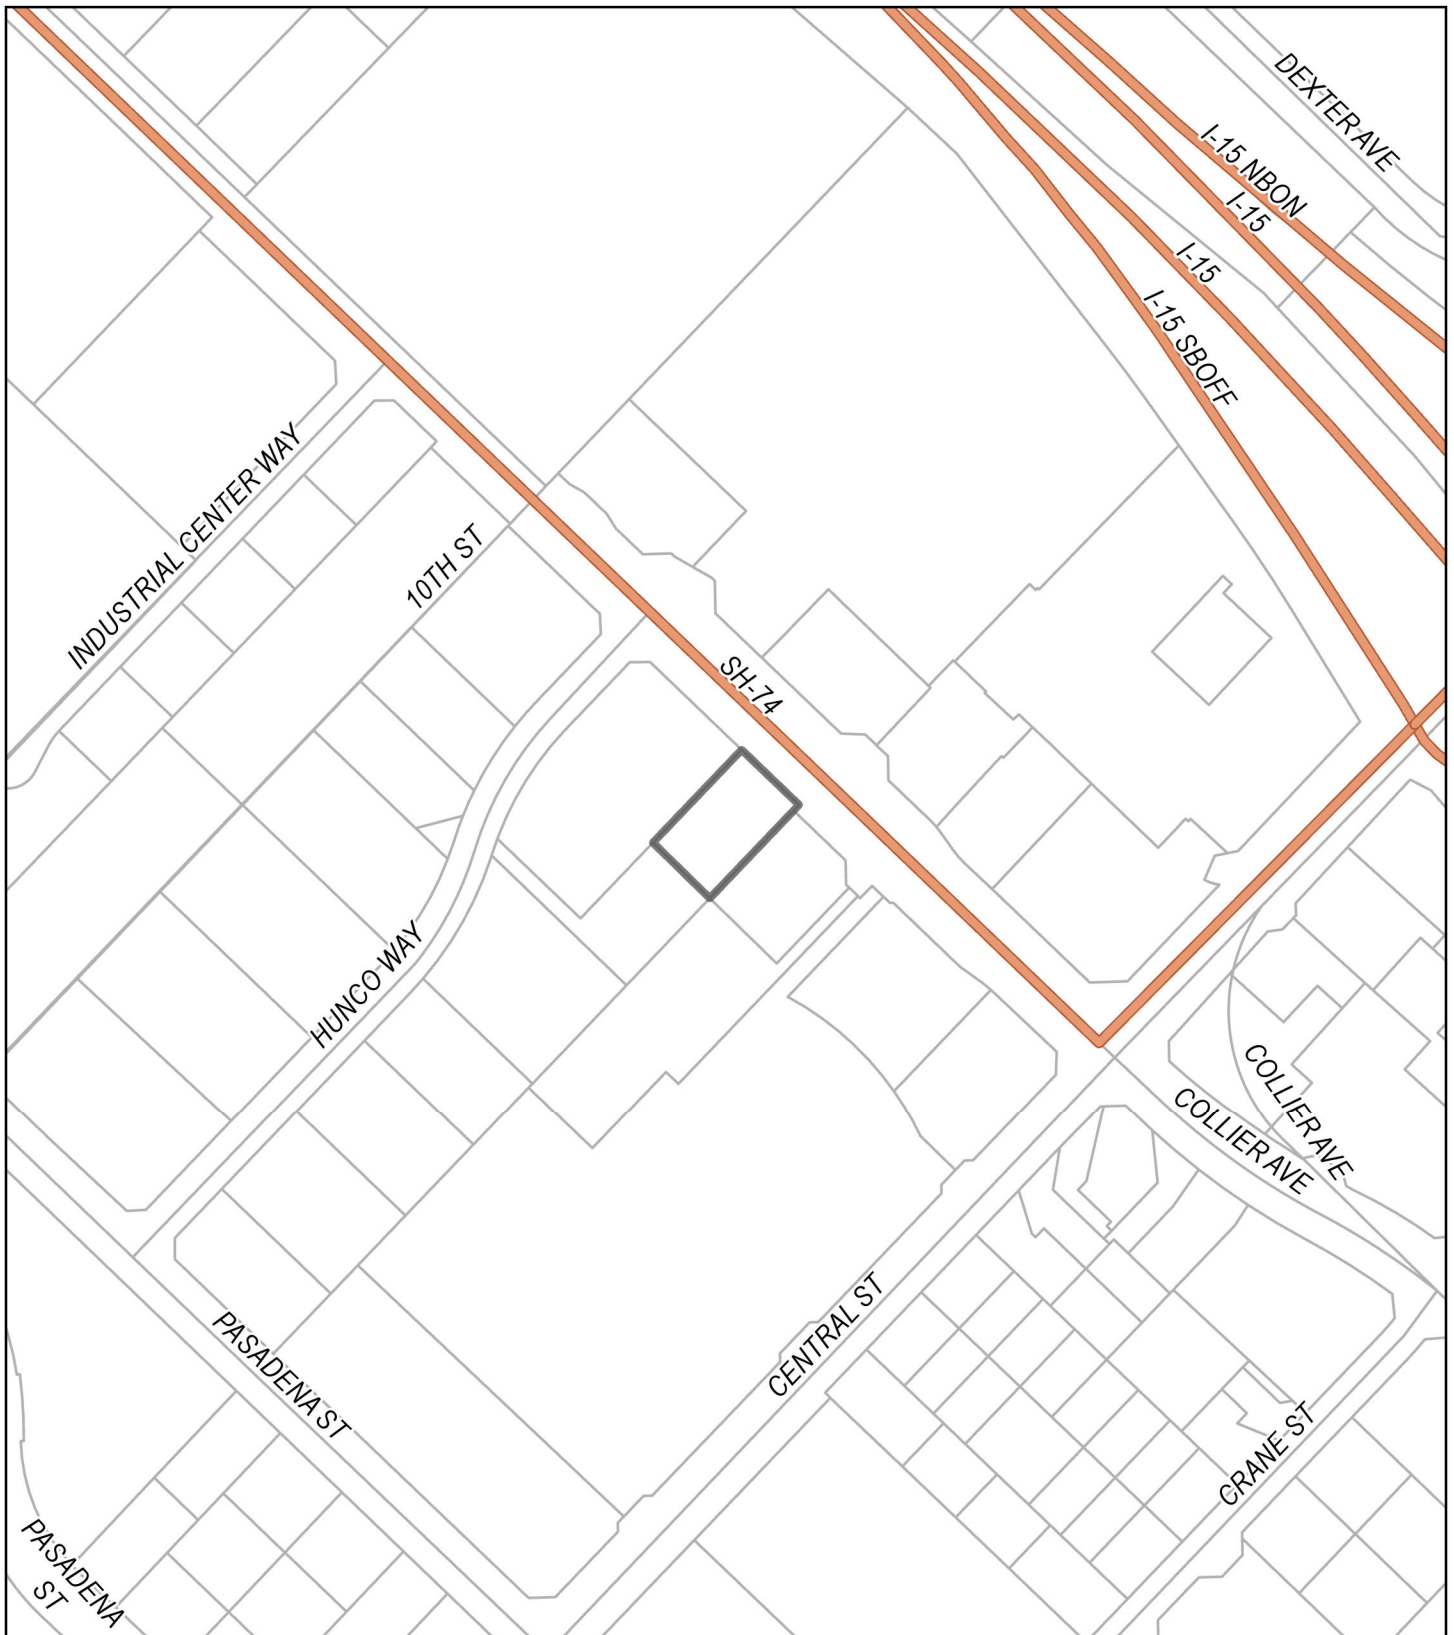 DEXTER AVE
I-15 NBON
I-15
I-15
I-15 SBOFF
INDUSTRIAL CENTER WAY
10TH ST
SH-74
HUNCO WAY
COLLIER AVE
COLLIER AVE
CENTRAL ST
PASADENA ST
CRANE ST
PASADENA
ST